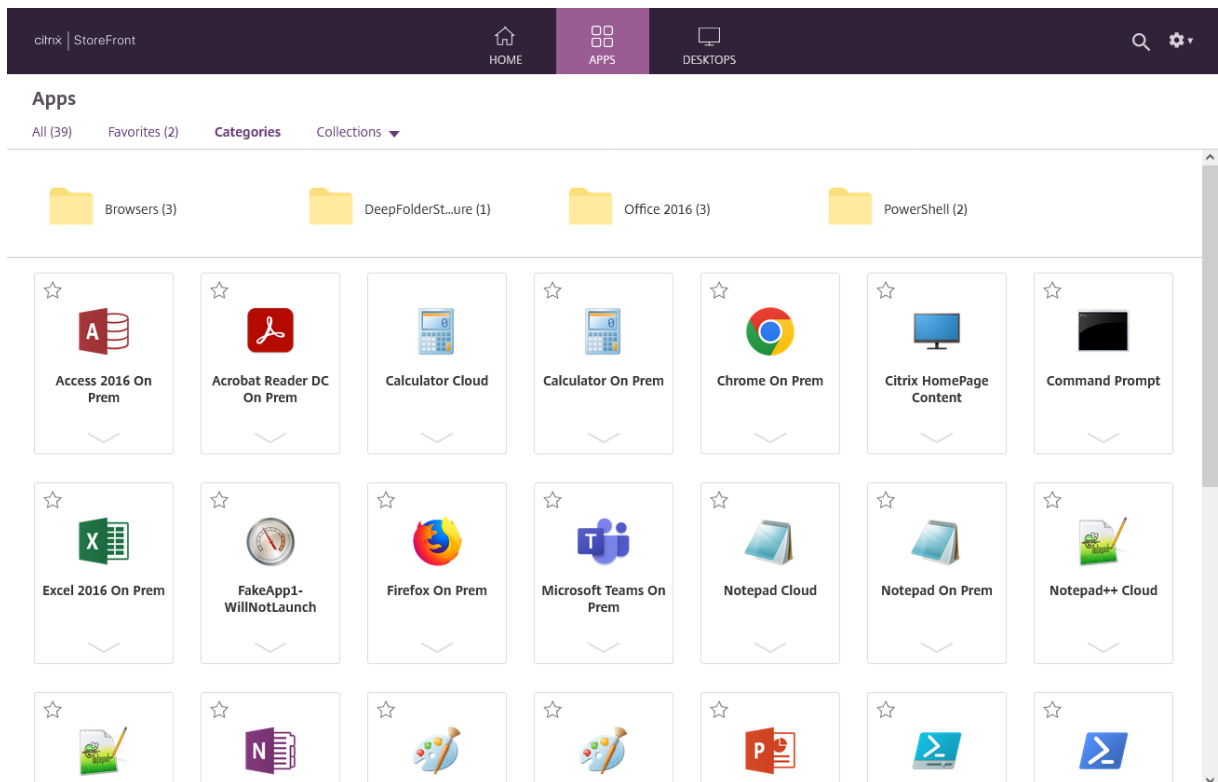 citrix | StoreFront
HOME
APPS
DESKTOPS
Apps
All (39)
Favorites (2)
Categories
Collections
Browsers (3)
DeepFolderSt...ure (1)
Office 2016 (3)
PowerShell (2)
Access 2016 On
Prem
Acrobat Reader DC
On Prem
Calculator Cloud
Calculator On Prem
Chrome On Prem
Citrix HomePage
Content
Command Prompt
Excel 2016 On Prem
FakeApp1-
WillNotLaunch
Firefox On Prem
Microsoft Teams On
Prem
Notepad Cloud
Notepad On Prem
Notepad++ Cloud